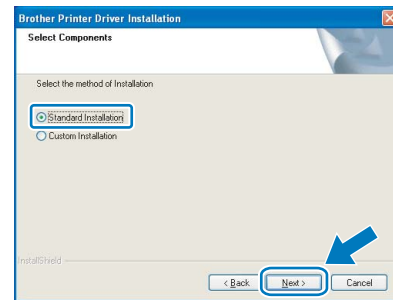 Brother Printer Driver Installation
Select Components
Select the method of Installation
Standard Installation
Custom Installation
InstallShield
< Back
Next >
Cancel